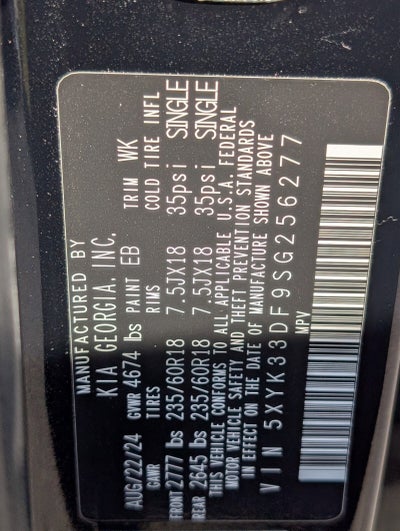 MANUFACTURED BY
KIA GEORGIA, INC.
AUG/22/24 GVWR 4674 lbs PAINT EB TRIM WK
GAWR TIRES RIMS COLD TIRE INFL
FRONT 2777 lbs 235/60R18 7.5JX18 35psi SINGLE
REAR 2645 lbs 235/60R18 7.5JX18 35psi SINGLE
THIS VEHICLE CONFORMS TO ALL APPLICABLE U.S.A. FEDERAL
MOTOR VEHICLE SAFETY AND THEFT PREVENTION STANDARDS
IN EFFECT ON THE DATE OF MANUFACTURE SHOWN ABOVE
VIN 5XYK33DF9SG256277
MPV